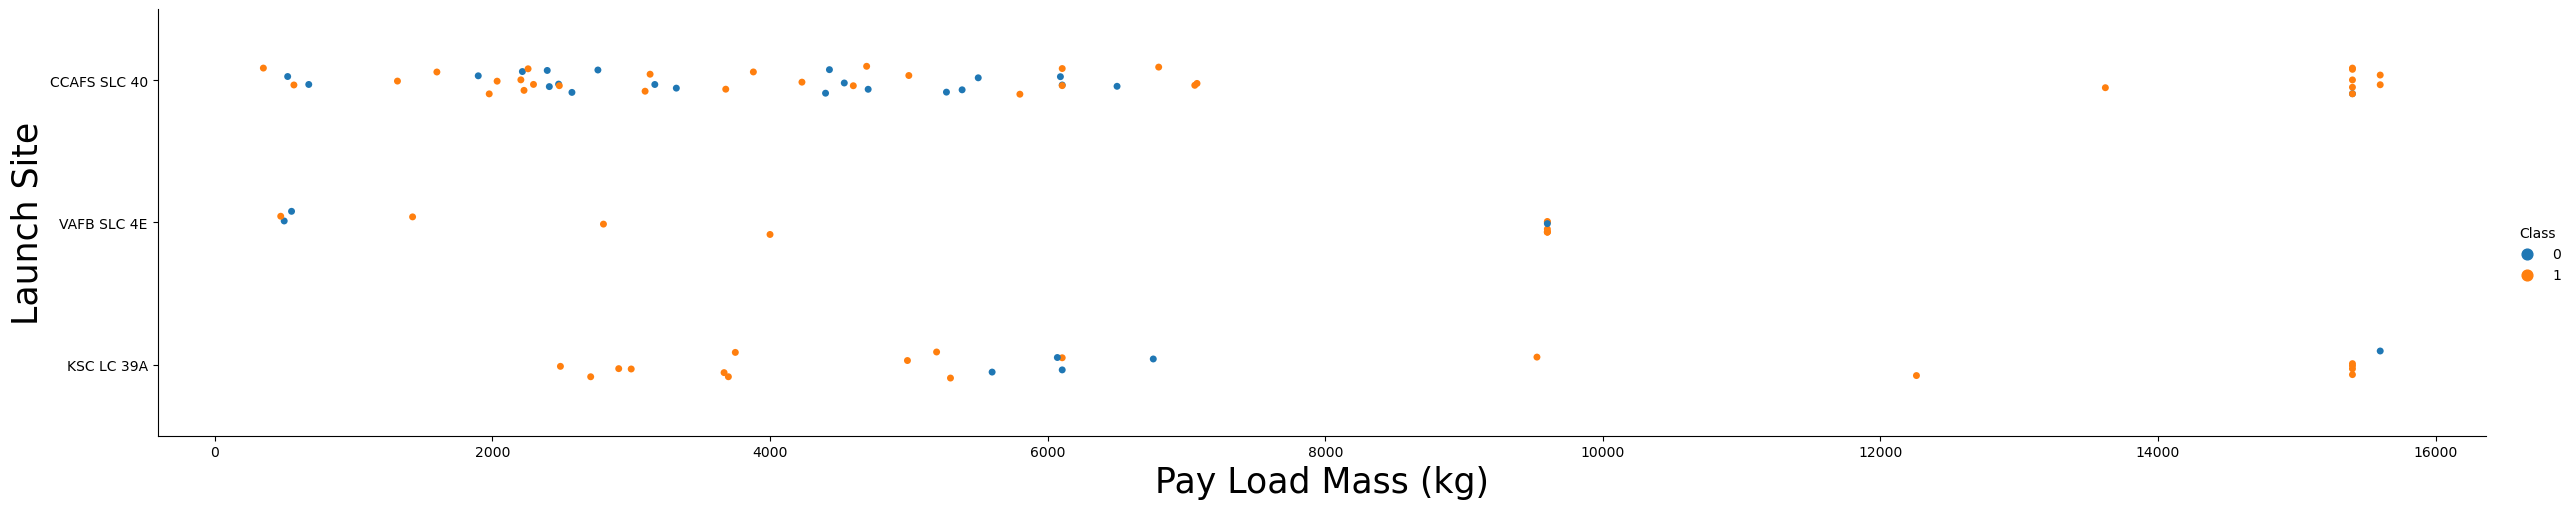 CCAFS SLC 40
VAFB SLC 4E
KSC LC 39A
Launch Site
0 2000 4000 6000 8000 10000 12000 14000 16000
Pay Load Mass (kg)
Class
0
1